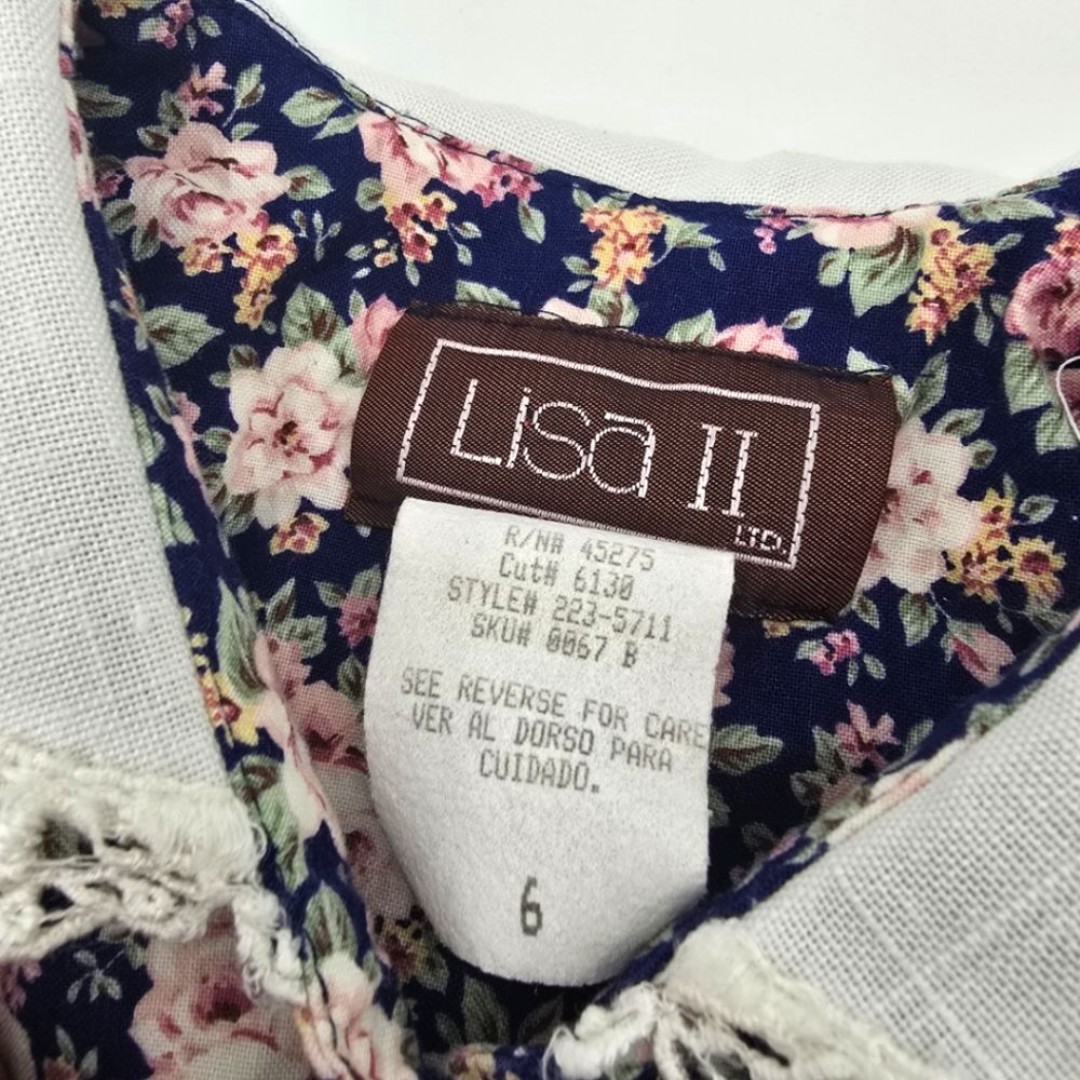 Lisa II
LTD.
R/N# 45275
Cut# 6130
STYLE# 223-5711
SKU# 0067 B
SEE REVERSE FOR CARE
VER AL DORSO PARA
CUIDADO.
6